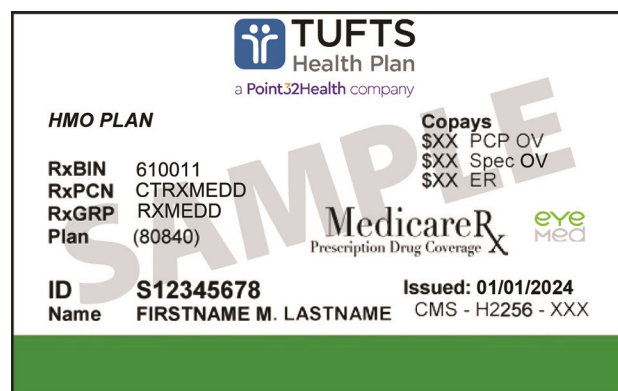 TUFTS
Health Plan
a Point32Health company
HMO PLAN
Copays
$XX PCP OV
$XX Spec OV
$XX ER
RxBIN 610011
RxPCN CTRXMEDD
RxGRP RXMEDD
Plan (80840)
MedicareRx
Prescription Drug Coverage
eye
Med
SAMPLE
ID S12345678
Issued: 01/01/2024
Name FIRSTNAME M. LASTNAME
CMS - H2256 - XXX